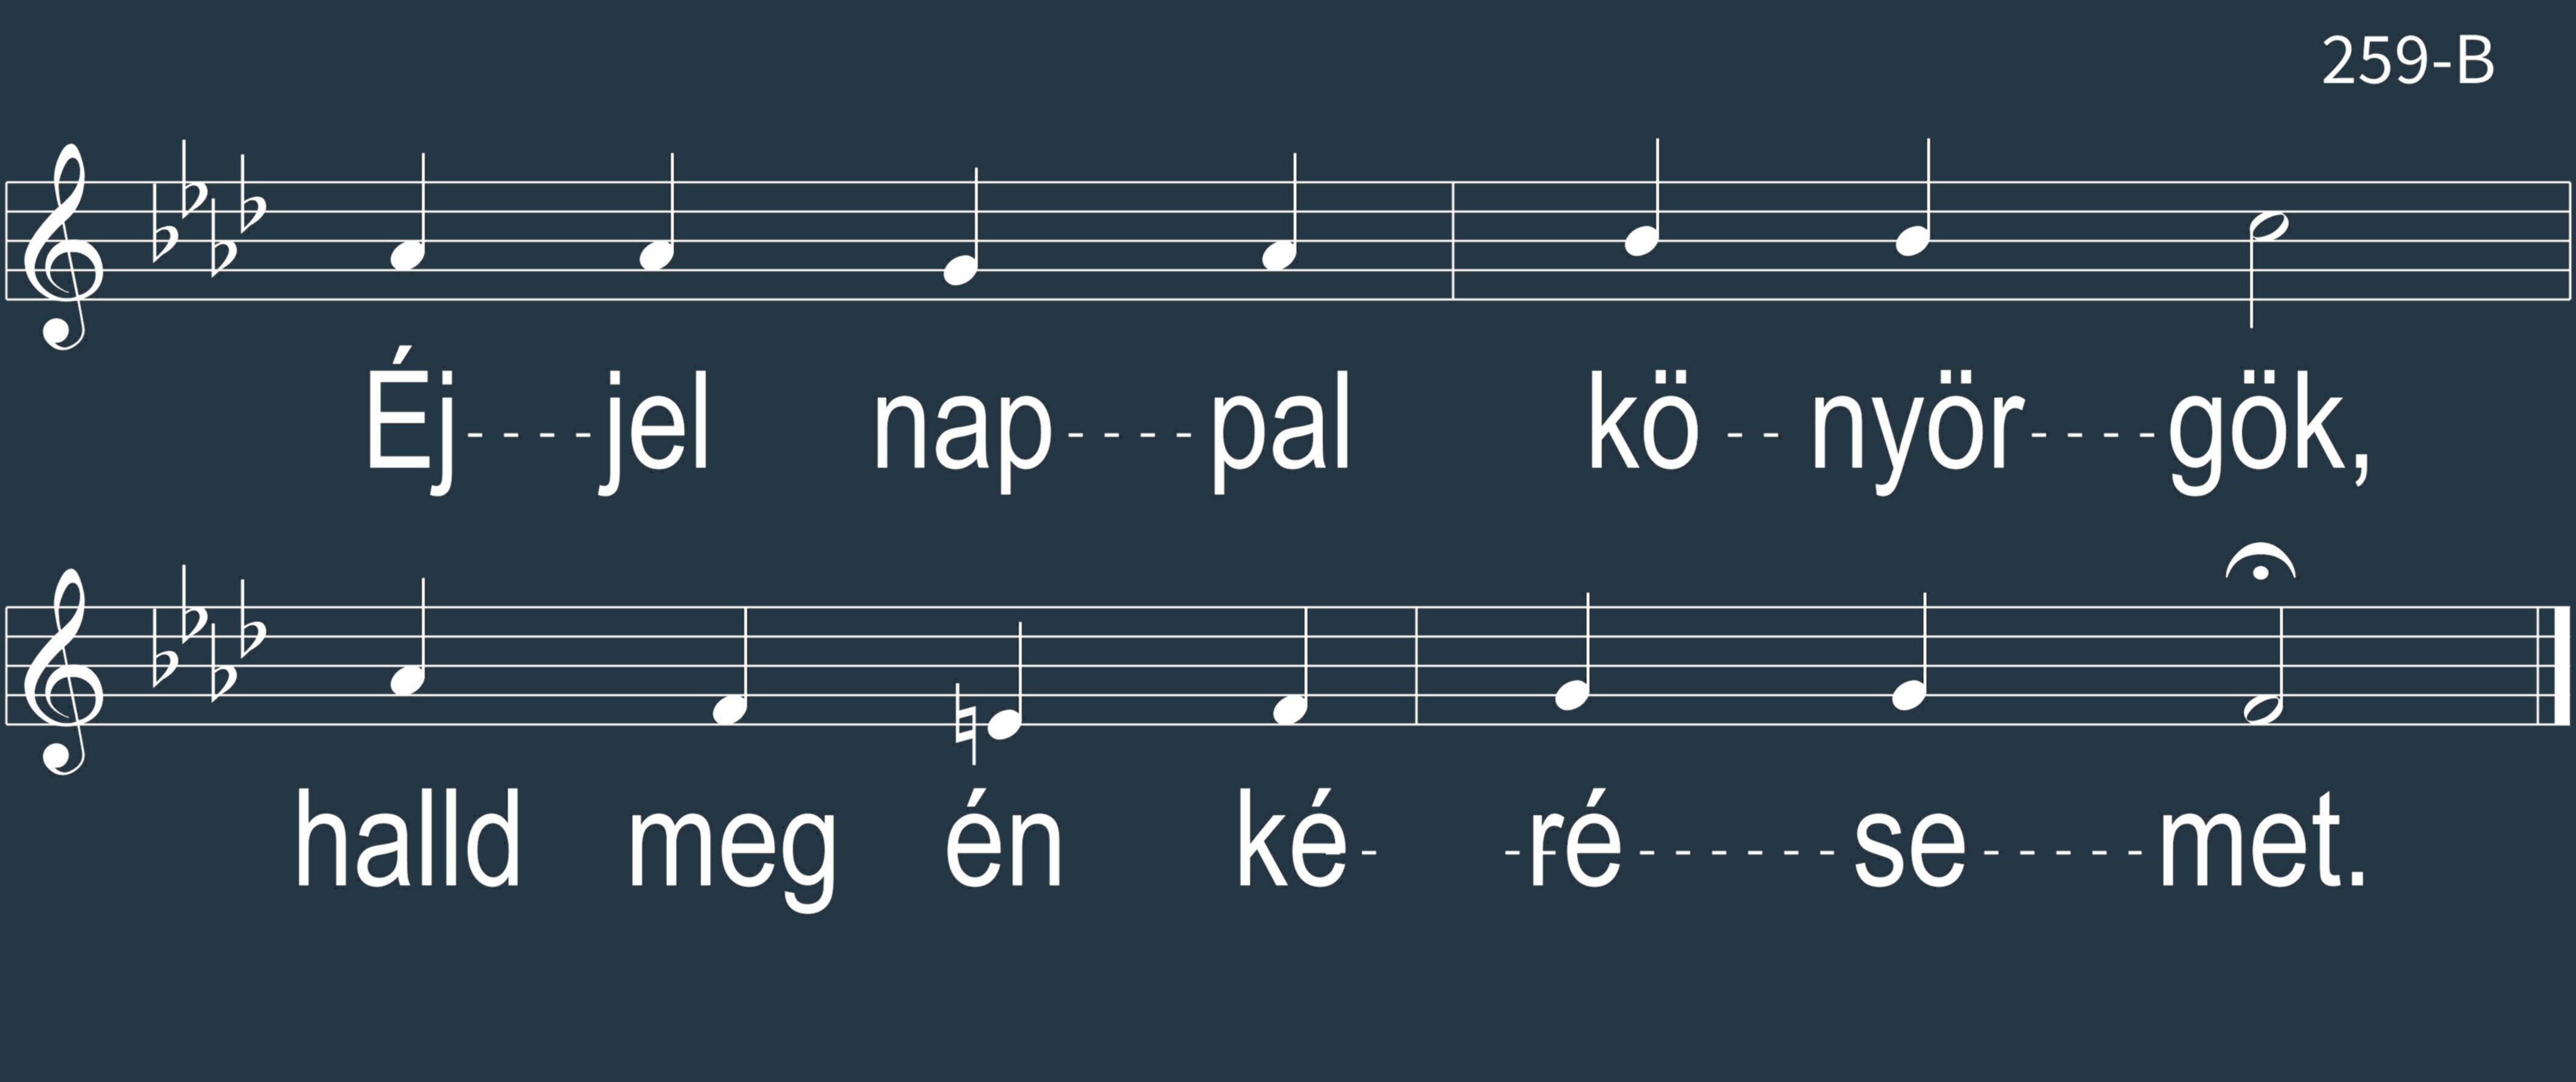 259-B
Éj----jel nap----pal kö--nyör----gök,
halld meg én ké- -ré------se-----met.